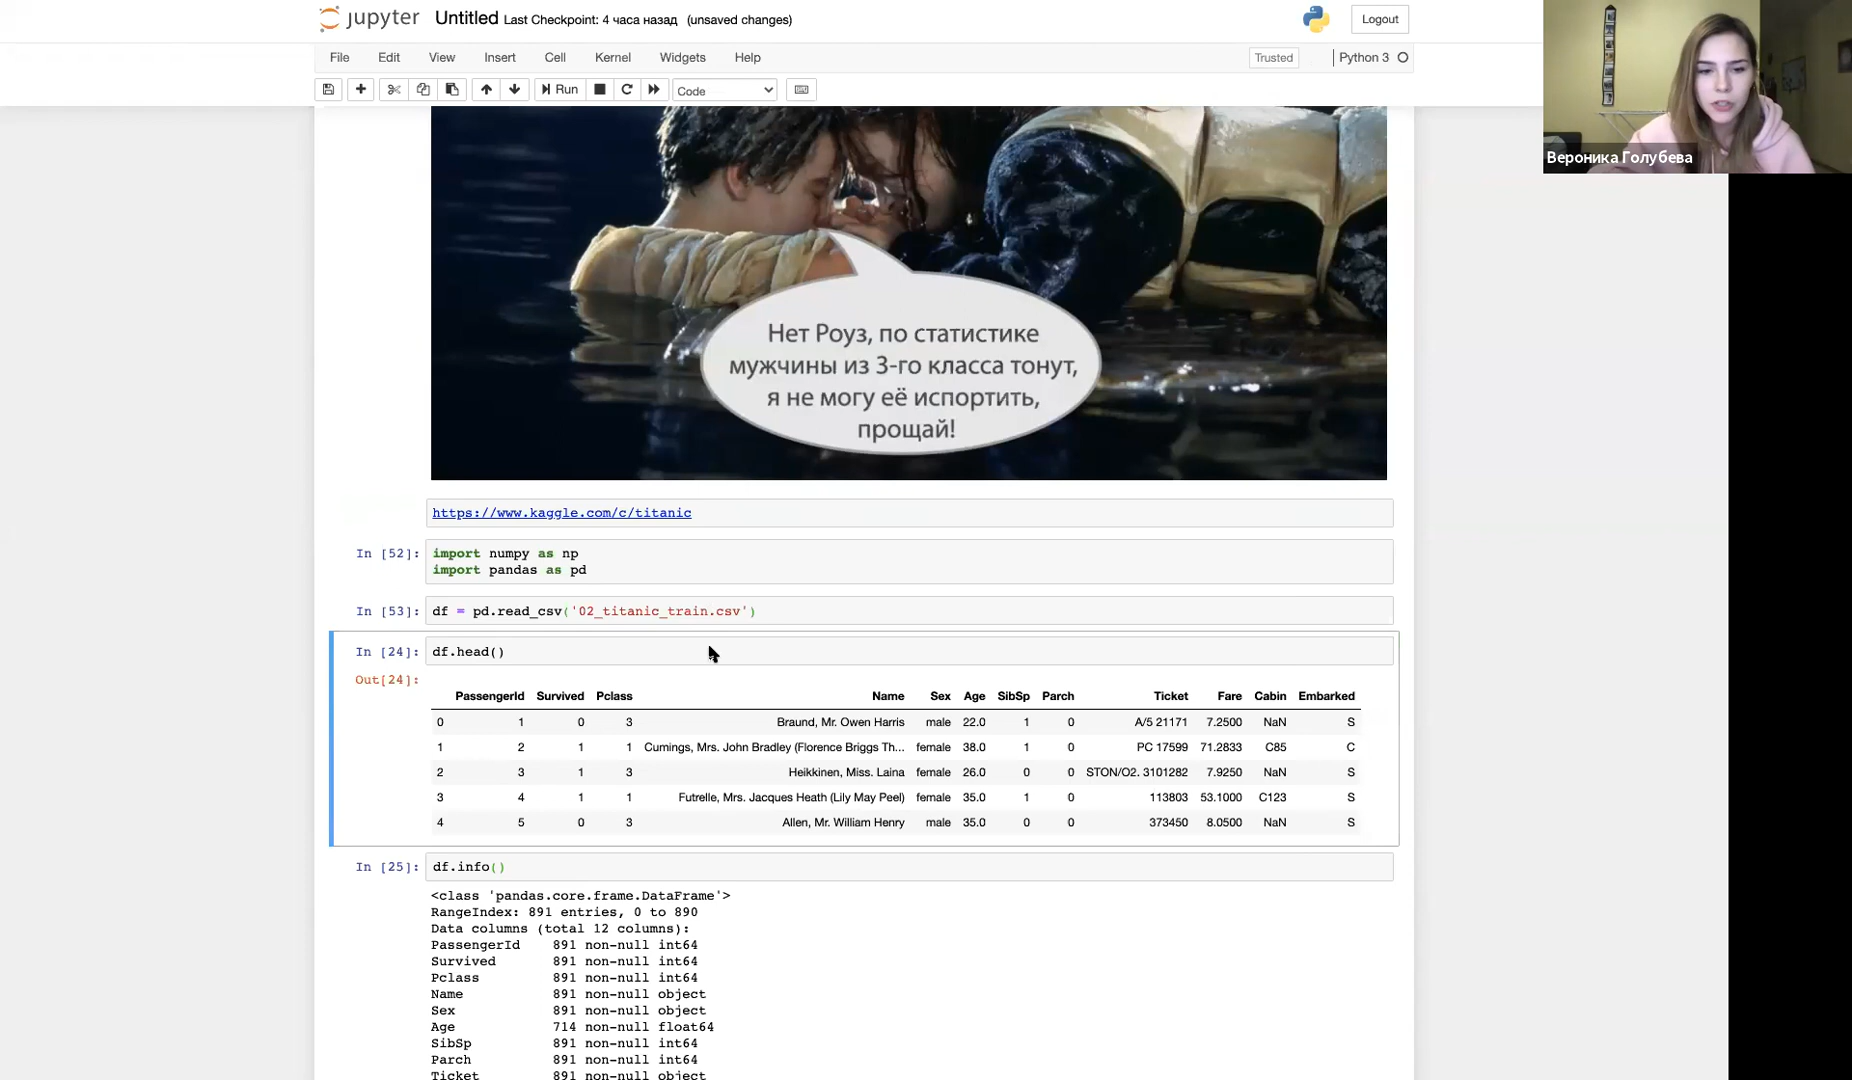 jupyter Untitled Last Checkpoint: 4 часа назад (unsaved changes) Logout
File Edit View Insert Cell Kernel Widgets Help Trusted Python 3
Run Code
Вероника Голубева
Нет Роуз, по статистике
мужчины из 3-го класса тонут,
я не могу её испортить,
прощай!
https://www.kaggle.com/c/titanic
In [52]: import numpy as np
import pandas as pd
In [53]: df = pd.read_csv('02_titanic_train.csv')
In [24]: df.head()
Out[24]:
PassengerId Survived Pclass Name Sex Age SibSp Parch Ticket Fare Cabin Embarked
0 1 0 3 Braund, Mr. Owen Harris male 22.0 1 0 A/5 21171 7.2500 NaN S
1 2 1 1 Cumings, Mrs. John Bradley (Florence Briggs Th... female 38.0 1 0 PC 17599 71.2833 C85 C
2 3 1 3 Heikkinen, Miss. Laina female 26.0 0 0 STON/O2. 3101282 7.9250 NaN S
3 4 1 1 Futrelle, Mrs. Jacques Heath (Lily May Peel) female 35.0 1 0 113803 53.1000 C123 S
4 5 0 3 Allen, Mr. William Henry male 35.0 0 0 373450 8.0500 NaN S
In [25]: df.info()
<class 'pandas.core.frame.DataFrame'>
RangeIndex: 891 entries, 0 to 890
Data columns (total 12 columns):
PassengerId 891 non-null int64
Survived 891 non-null int64
Pclass 891 non-null int64
Name 891 non-null object
Sex 891 non-null object
Age 714 non-null float64
SibSp 891 non-null int64
Parch 891 non-null int64
Ticket 891 non-null object